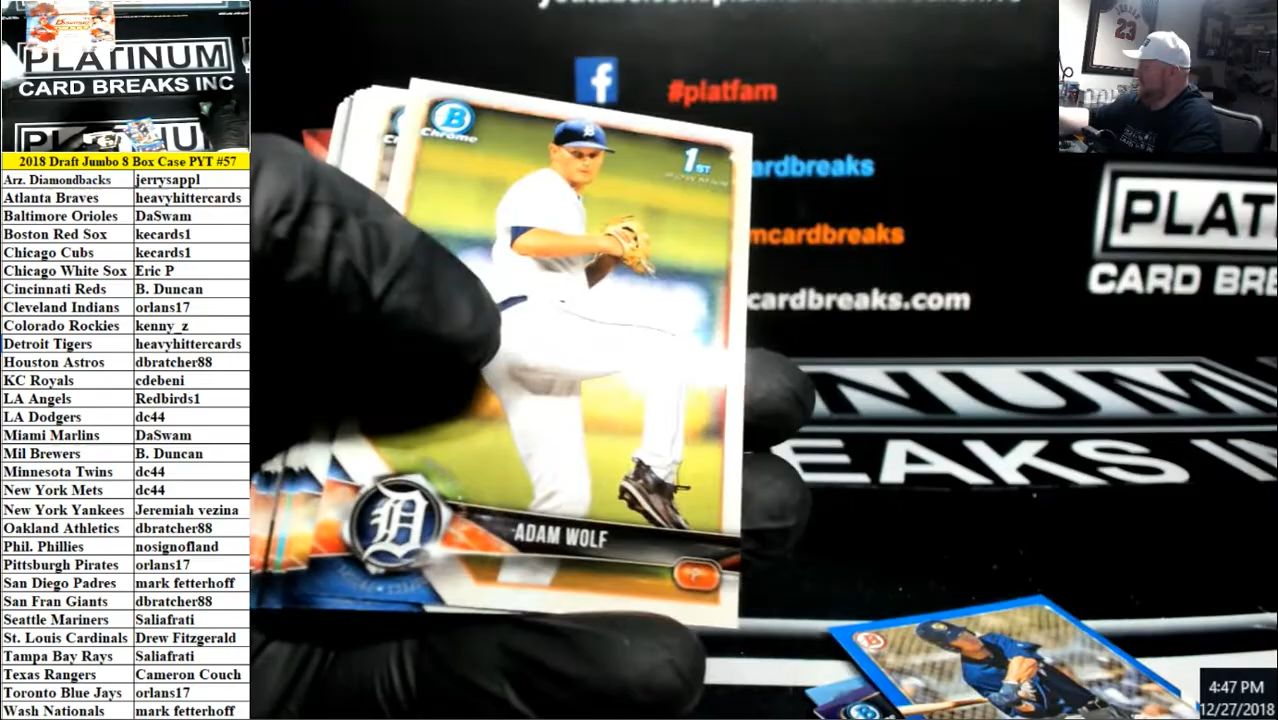 PLATINUM
CARD BREAKS INC
2018 Draft Jumbo 8 Box Case PYT #57
Arz. Diamondbacks jerrysappl
Atlanta Braves heavyhittercards
Baltimore Orioles DaSwam
Boston Red Sox kecards1
Chicago Cubs kecards1
Chicago White Sox Eric P
Cincinnati Reds B. Duncan
Cleveland Indians orlans17
Colorado Rockies kenny_z
Detroit Tigers heavyhittercards
Houston Astros dbratcher88
KC Royals cdebeni
LA Angels Redbirds1
LA Dodgers dc44
Miami Marlins DaSwam
Mil Brewers B. Duncan
Minnesota Twins dc44
New York Mets dc44
New York Yankees Jeremiah vezina
Oakland Athletics dbratcher88
Phil. Phillies nosignofland
Pittsburgh Pirates orlans17
San Diego Padres mark fetterhoff
San Fran Giants dbratcher88
Seattle Mariners Saliafrati
St. Louis Cardinals Drew Fitzgerald
Tampa Bay Rays Saliafrati
Texas Rangers Cameron Couch
Toronto Blue Jays orlans17
Wash Nationals mark fetterhoff
f
#platfam
ardbreaks
mcardbreaks
cardbreaks.com
B
Chrome
1ST
D
ADAM WOLF
P
PLAT
CARD BRE
NUM
EAKS IN
23
4:47 PM
12/27/2018